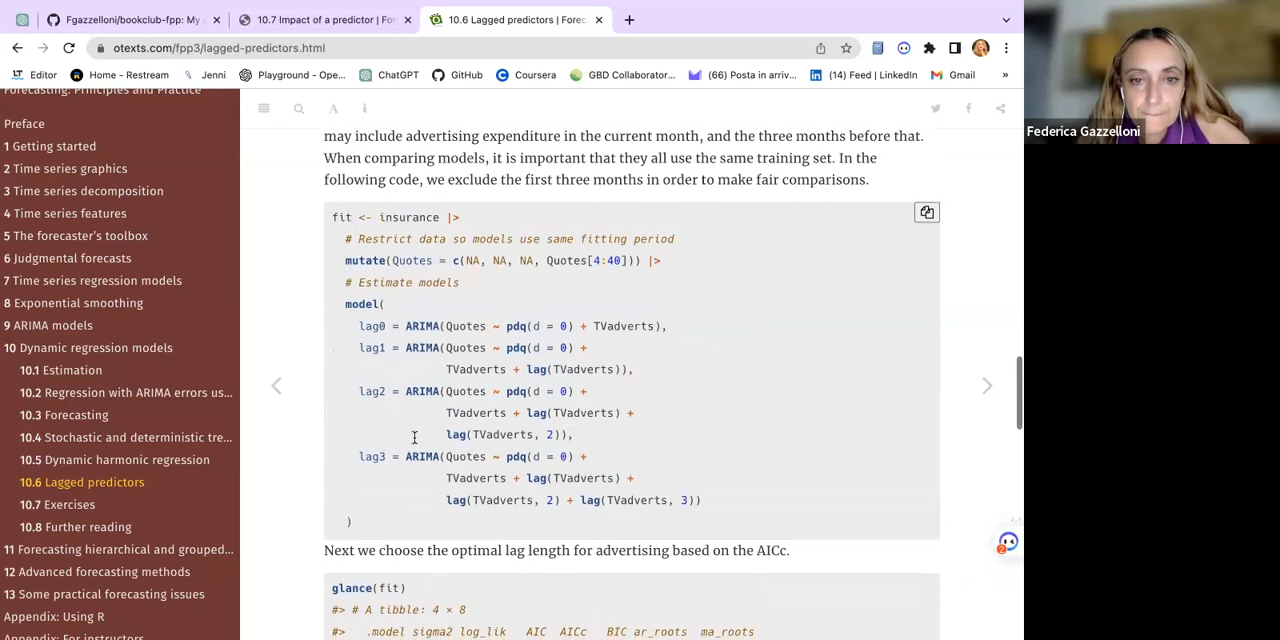 Fgazzelloni/bookclub-fpp: My
10.7 Impact of a predictor | For
10.6 Lagged predictors | Forec
otexts.com/fpp3/lagged-predictors.html
Editor
Home - Restream
Jenni
Playground - Ope...
ChatGPT
GitHub
Coursera
GBD Collaborator...
(66) Posta in arriv...
(14) Feed | LinkedIn
Gmail
»
Forecasting: Principles and Practice
Preface
1 Getting started
2 Time series graphics
3 Time series decomposition
4 Time series features
5 The forecaster's toolbox
6 Judgmental forecasts
7 Time series regression models
8 Exponential smoothing
9 ARIMA models
10 Dynamic regression models
10.1 Estimation
10.2 Regression with ARIMA errors us...
10.3 Forecasting
10.4 Stochastic and deterministic tre...
10.5 Dynamic harmonic regression
10.6 Lagged predictors
10.7 Exercises
10.8 Further reading
11 Forecasting hierarchical and grouped...
12 Advanced forecasting methods
13 Some practical forecasting issues
Appendix: Using R
Appendix: For instructors
may include advertising expenditure in the current month, and the three months before that.
When comparing models, it is important that they all use the same training set. In the
following code, we exclude the first three months in order to make fair comparisons.
fit <- insurance |>
# Restrict data so models use same fitting period
mutate(Quotes = c(NA, NA, NA, Quotes[4:40])) |>
# Estimate models
model(
lag0 = ARIMA(Quotes ~ pdq(d = 0) + TVadverts),
lag1 = ARIMA(Quotes ~ pdq(d = 0) +
TVadverts + lag(TVadverts)),
lag2 = ARIMA(Quotes ~ pdq(d = 0) +
TVadverts + lag(TVadverts) +
lag(TVadverts, 2)),
lag3 = ARIMA(Quotes ~ pdq(d = 0) +
TVadverts + lag(TVadverts) +
lag(TVadverts, 2) + lag(TVadverts, 3))
)
Next we choose the optimal lag length for advertising based on the AICc.
glance(fit)
#> # A tibble: 4 × 8
#> .model sigma2 log_lik AIC AICc BIC ar_roots ma_roots
2
Federica Gazzelloni